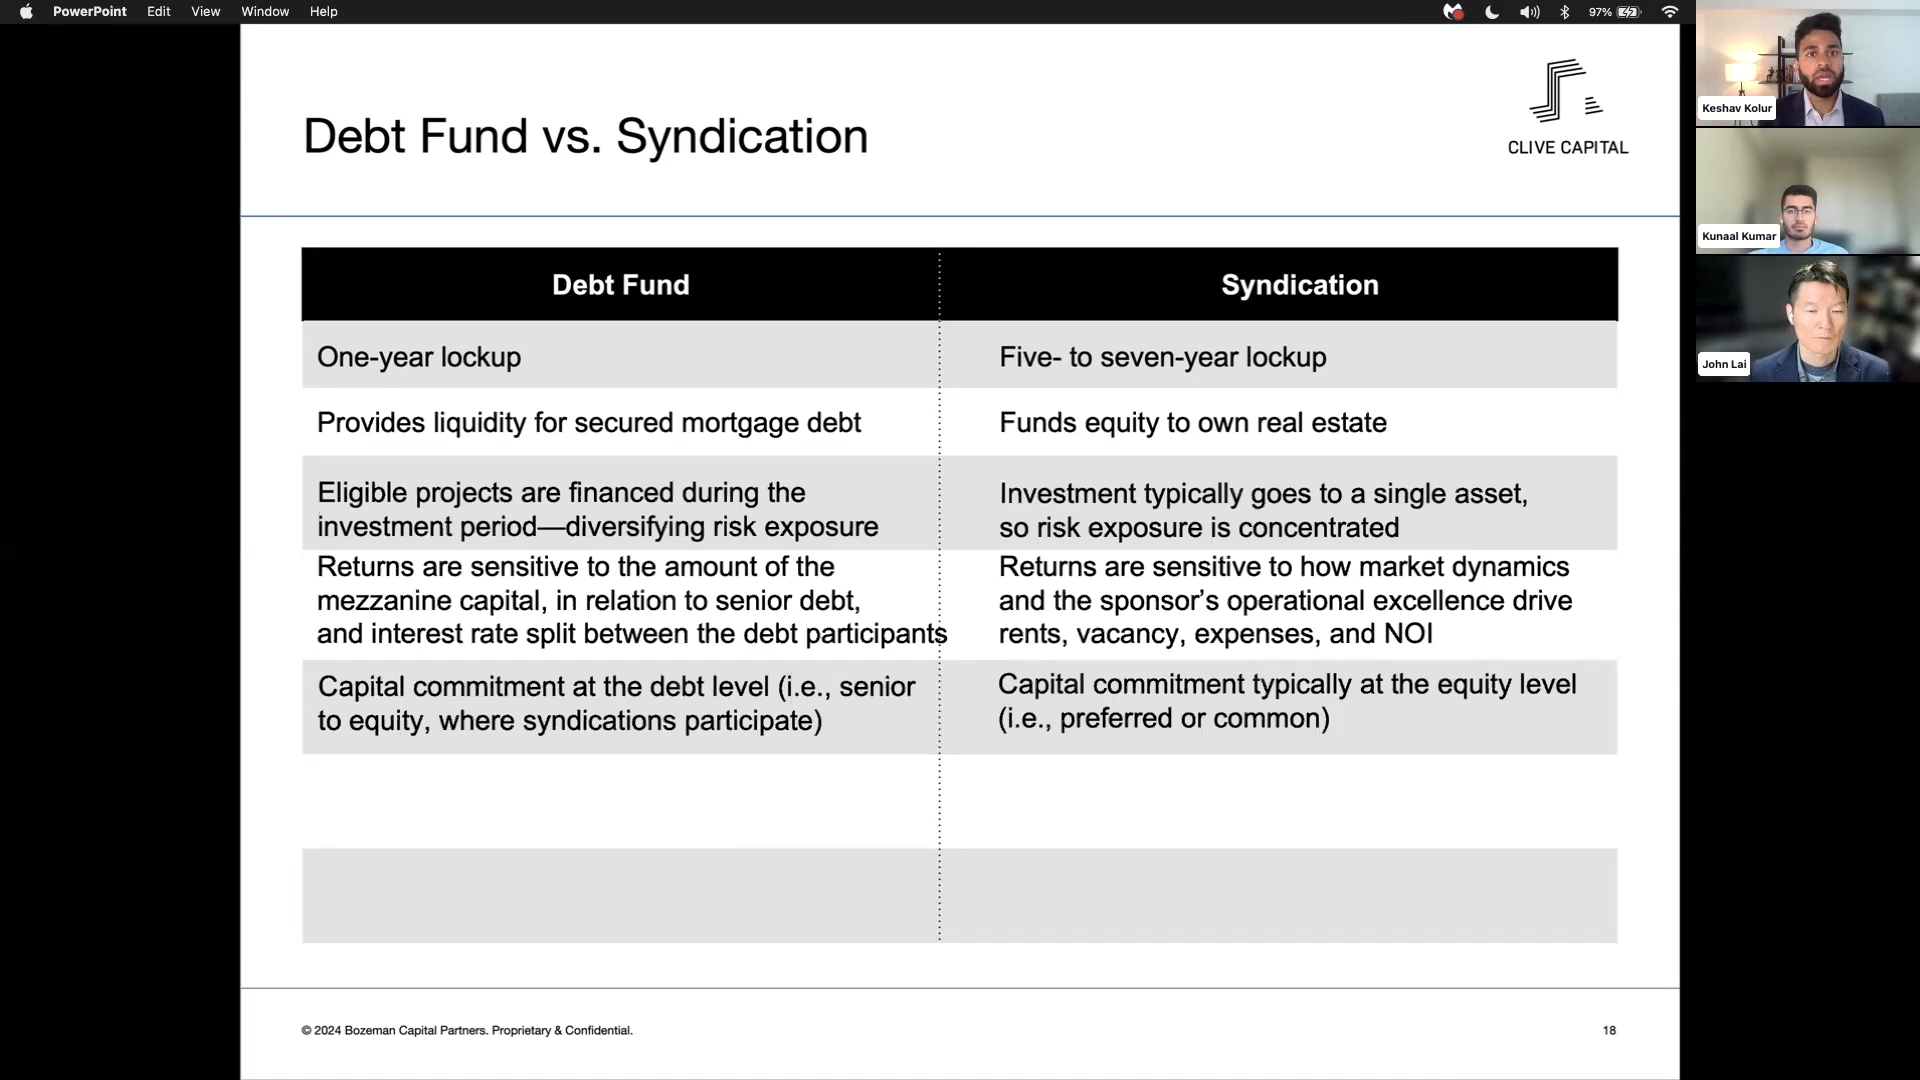 PowerPoint Edit View Window Help 97%
Debt Fund vs. Syndication
CLIVE CAPITAL
Keshav Kolur
Kunaal Kumar
John Lai
Debt Fund
Syndication
One-year lockup
Five- to seven-year lockup
Provides liquidity for secured mortgage debt
Funds equity to own real estate
Eligible projects are financed during the
investment period—diversifying risk exposure
Investment typically goes to a single asset,
so risk exposure is concentrated
Returns are sensitive to the amount of the
mezzanine capital, in relation to senior debt,
and interest rate split between the debt participants
Returns are sensitive to how market dynamics
and the sponsor’s operational excellence drive
rents, vacancy, expenses, and NOI
Capital commitment at the debt level (i.e., senior
to equity, where syndications participate)
Capital commitment typically at the equity level
(i.e., preferred or common)
© 2024 Bozeman Capital Partners. Proprietary & Confidential.
18